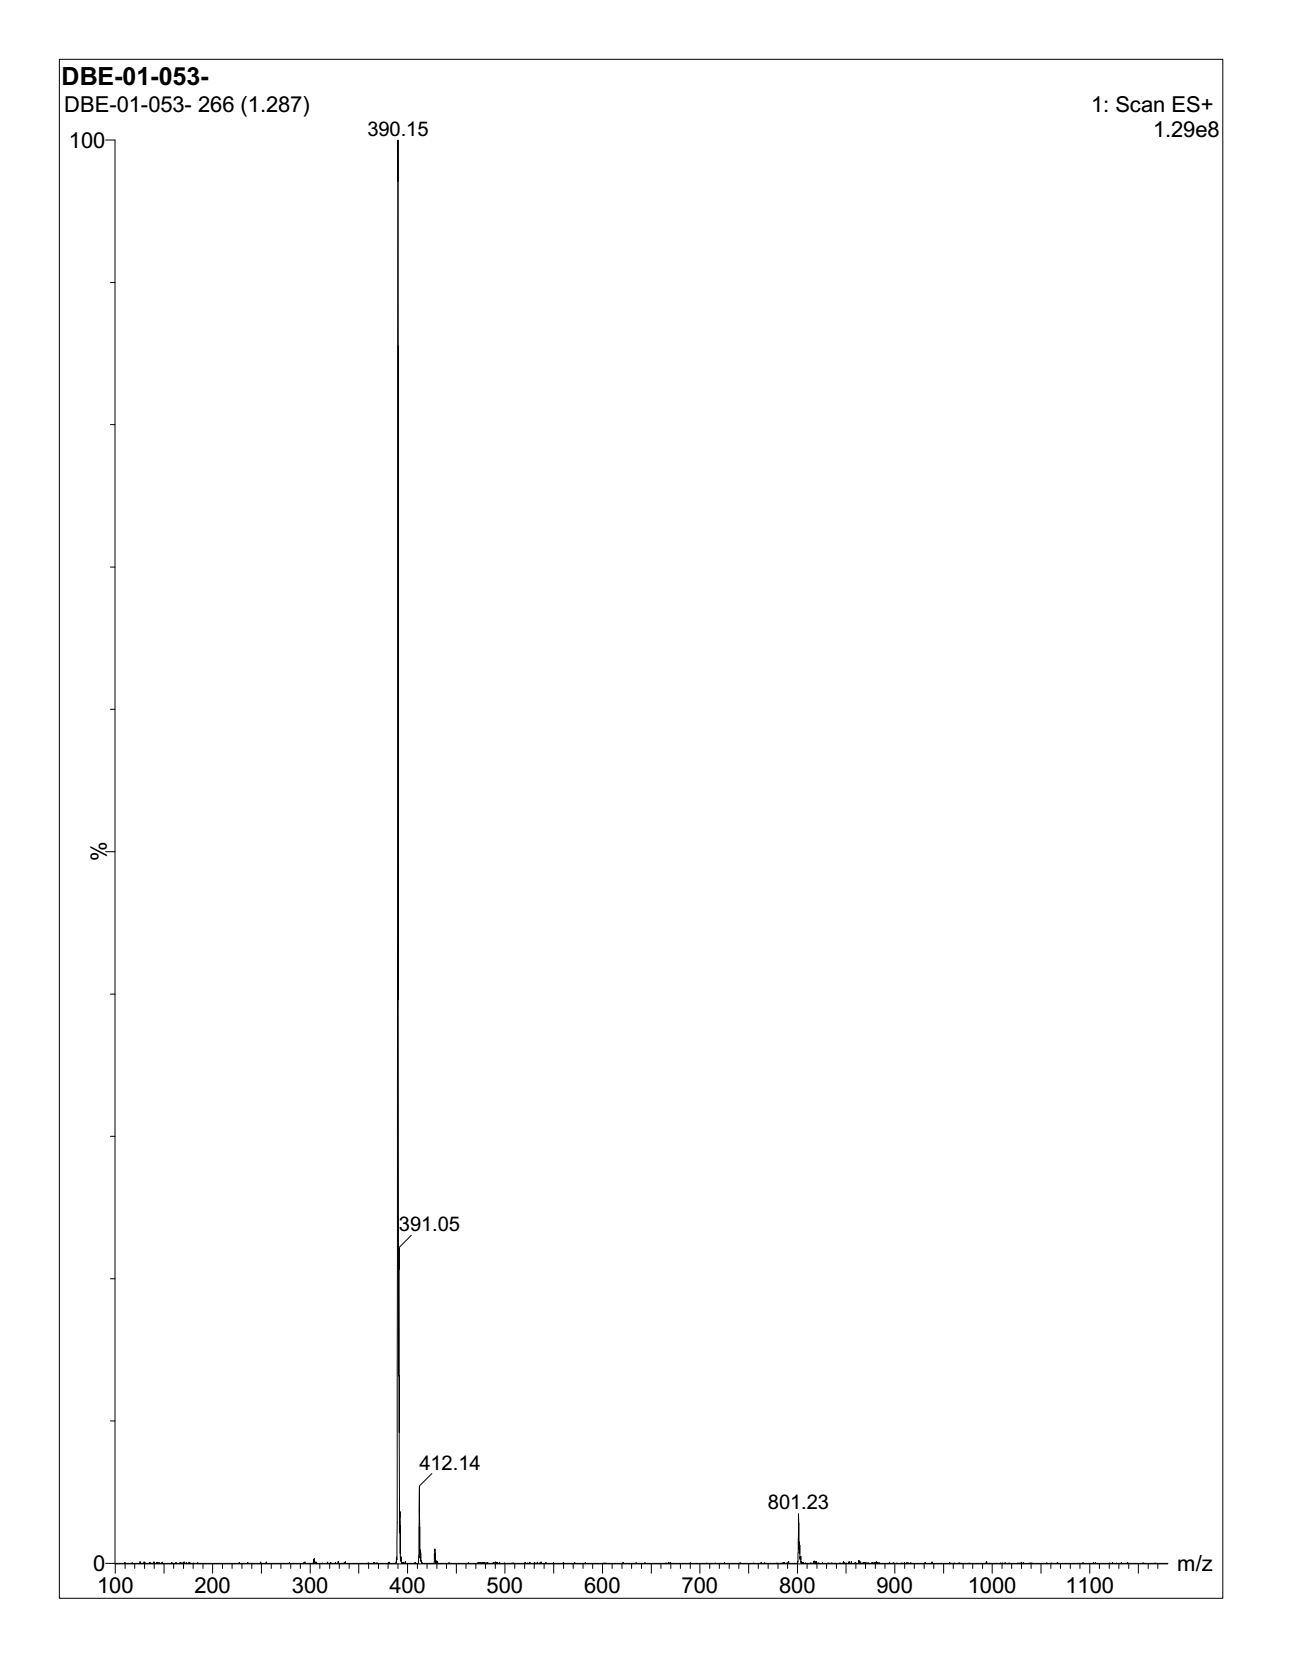 DBE-01-053-
DBE-01-053- 266 (1.287)
1: Scan ES+
1.29e8
390.15
100
%
391.05
412.14
801.23
0
m/z
100 200 300 400 500 600 700 800 900 1000 1100